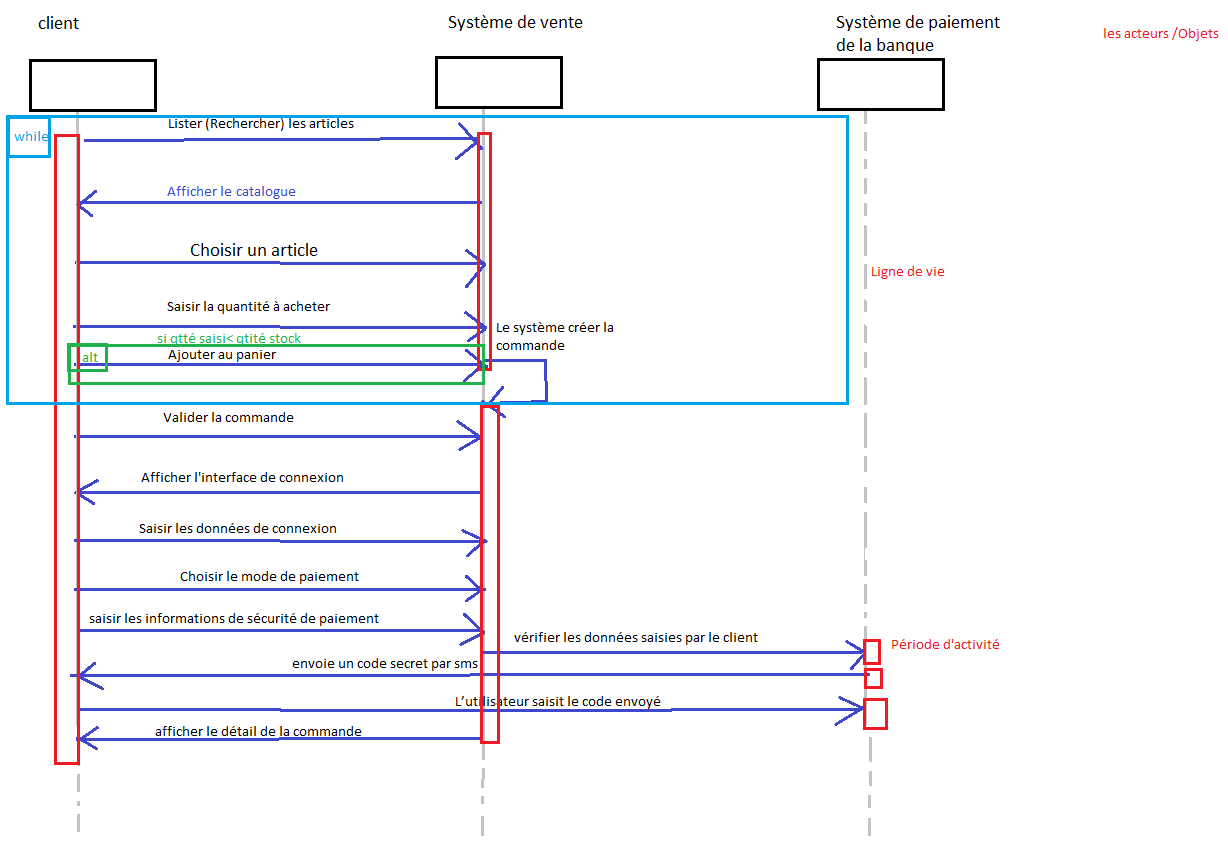 client
Système de vente
Système de paiement
de la banque
les acteurs /Objets
while
Lister (Rechercher) les articles
Afficher le catalogue
Choisir un article
Ligne de vie
Saisir la quantité à acheter
Le système créer la
commande
si qtté saisi< qtité stock
alt
Ajouter au panier
Valider la commande
Afficher l'interface de connexion
Saisir les données de connexion
Choisir le mode de paiement
saisir les informations de sécurité de paiement
vérifier les données saisies par le client
Période d'activité
envoie un code secret par sms
L’utilisateur saisit le code envoyé
afficher le détail de la commande